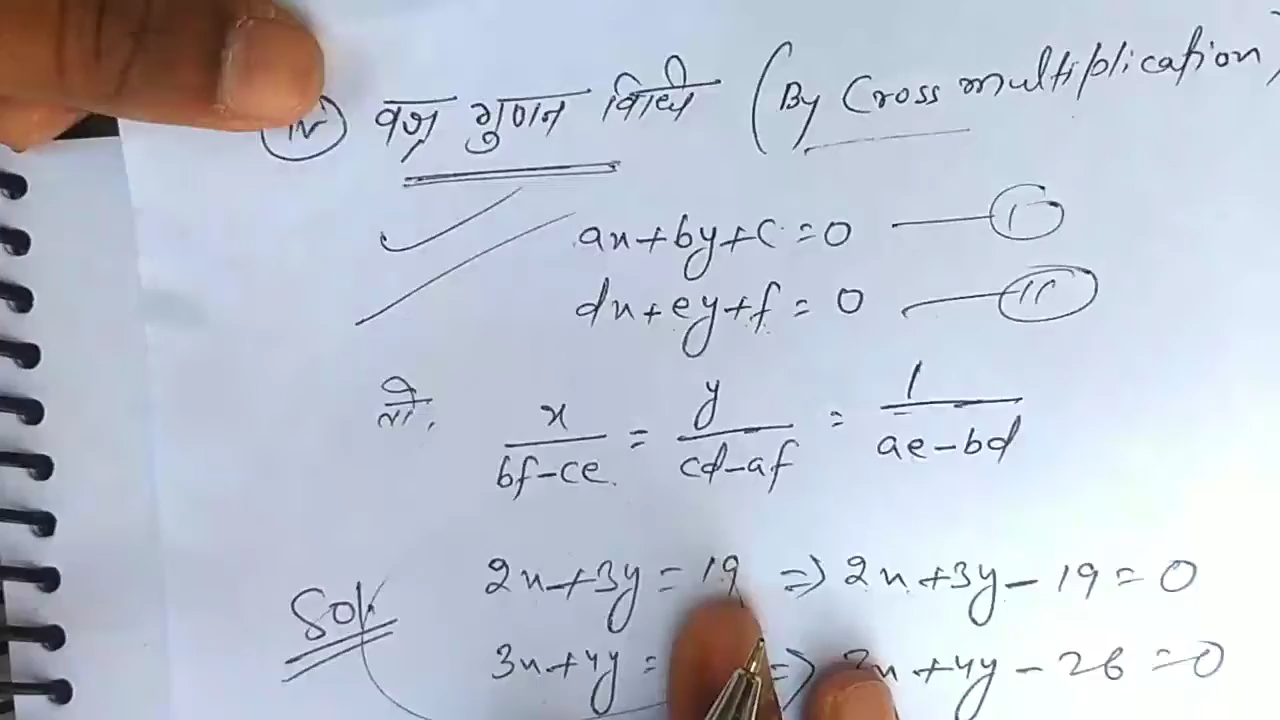 (iv) वज्र गुणन विधि (By Cross multiplication)
ax+by+c=0 — (i)
dx+ey+f=0 — (ii)
तो, x/(bf-ce) = y/(cd-af) = 1/(ae-bd)
Sol 2x+3y=19 ⇒ 2x+3y-19=0
3x+4y= ⇒ 3x+4y-26=0